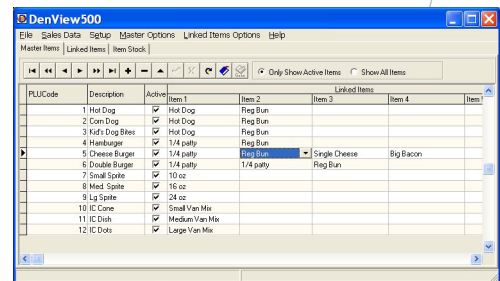 DenView500
File Sales Data Setup Master Options Linked Items Options Help
Master Items Linked Items Item Stock
Only Show Active Items Show All Items
PLUCode Description Active Linked Items
Item 1 Item 2 Item 3 Item 4 Item
1 Hot Dog Hot Dog Reg Bun
2 Corn Dog Hot Dog Reg Bun
3 Kid's Dog Bites Hot Dog Reg Bun
4 Hamburger 1/4 patty Reg Bun
5 Cheese Burger 1/4 patty Reg Bun Single Cheese Big Bacon
6 Double Burger 1/4 patty 1/4 patty Reg Bun
7 Small Sprite 10 oz
8 Med. Sprite 16 oz
9 Lg Sprite 24 oz
10 IC Cone Small Van Mix
11 IC Dish Medium Van Mix
12 IC Dots Large Van Mix